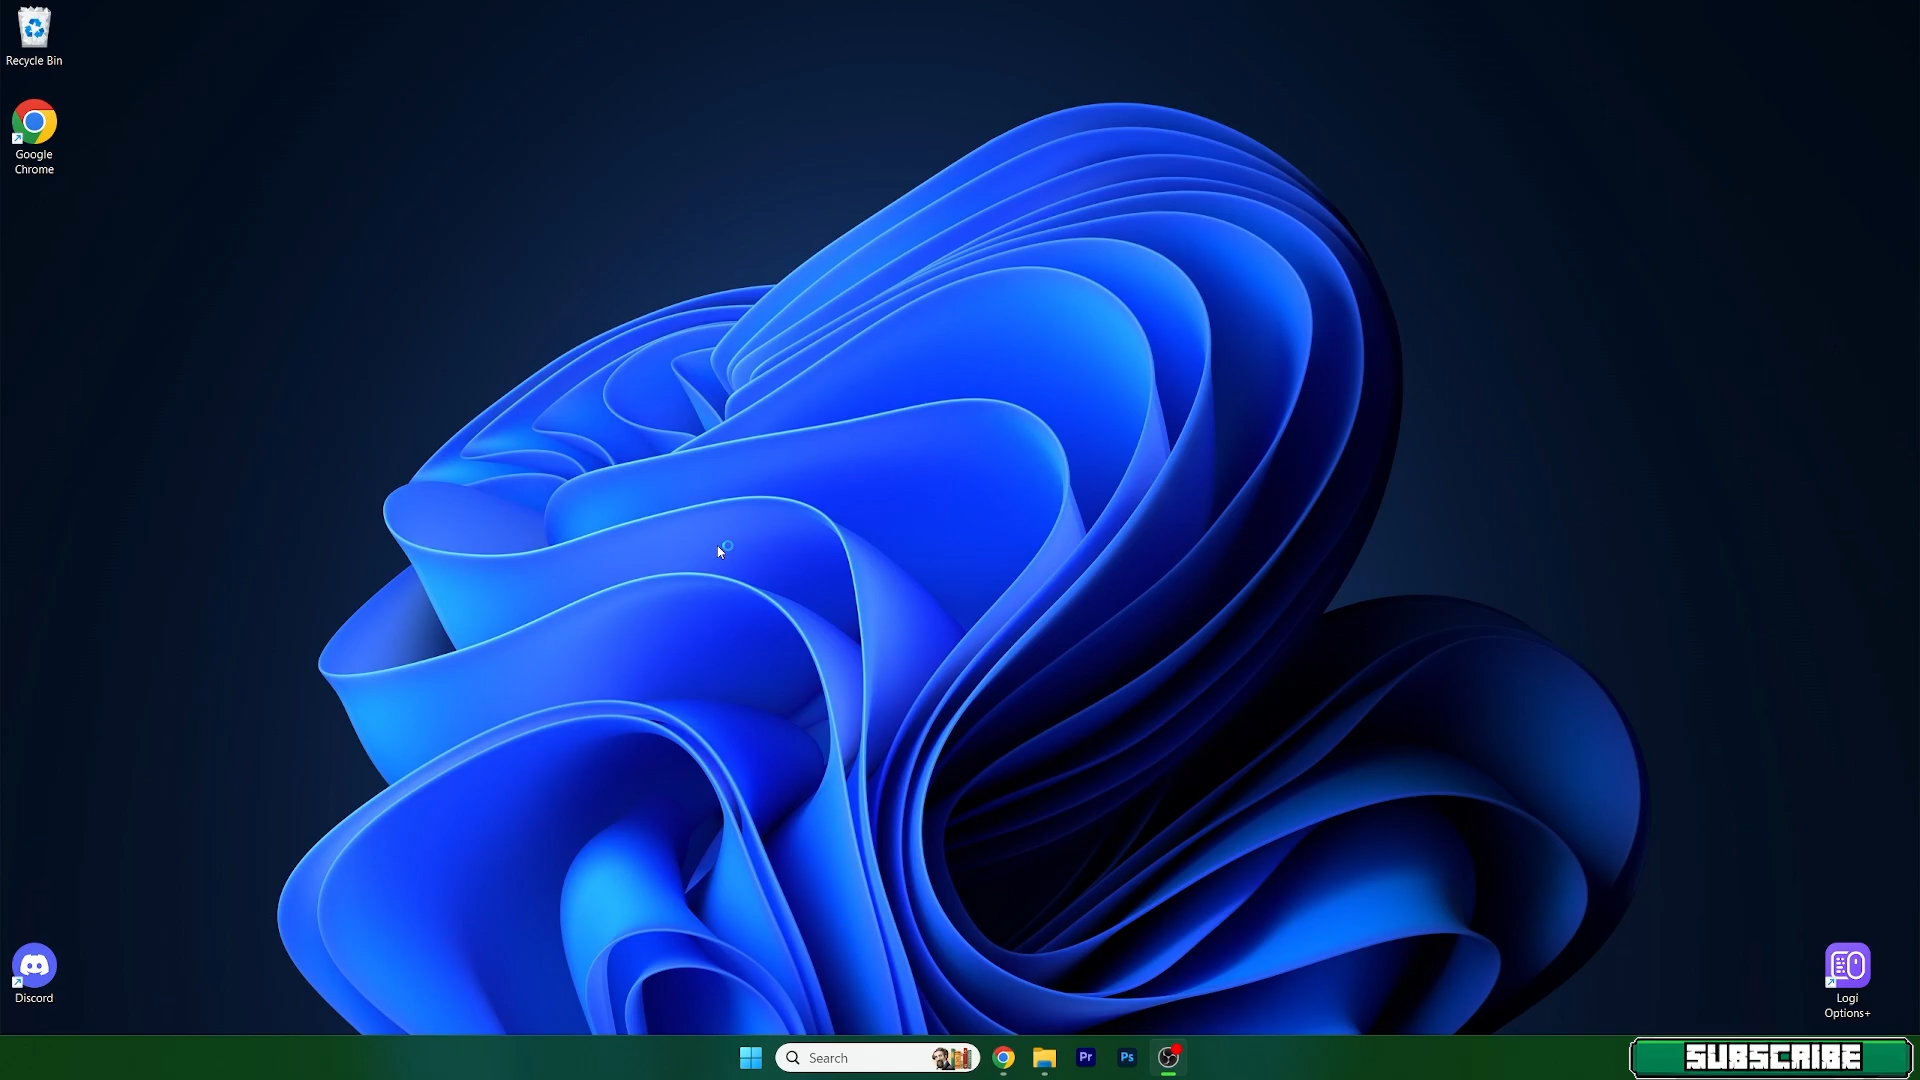 Recycle Bin
Google
Chrome
Discord
Logi
Options+
Search
Pr
Ps
SUBSCRIBE